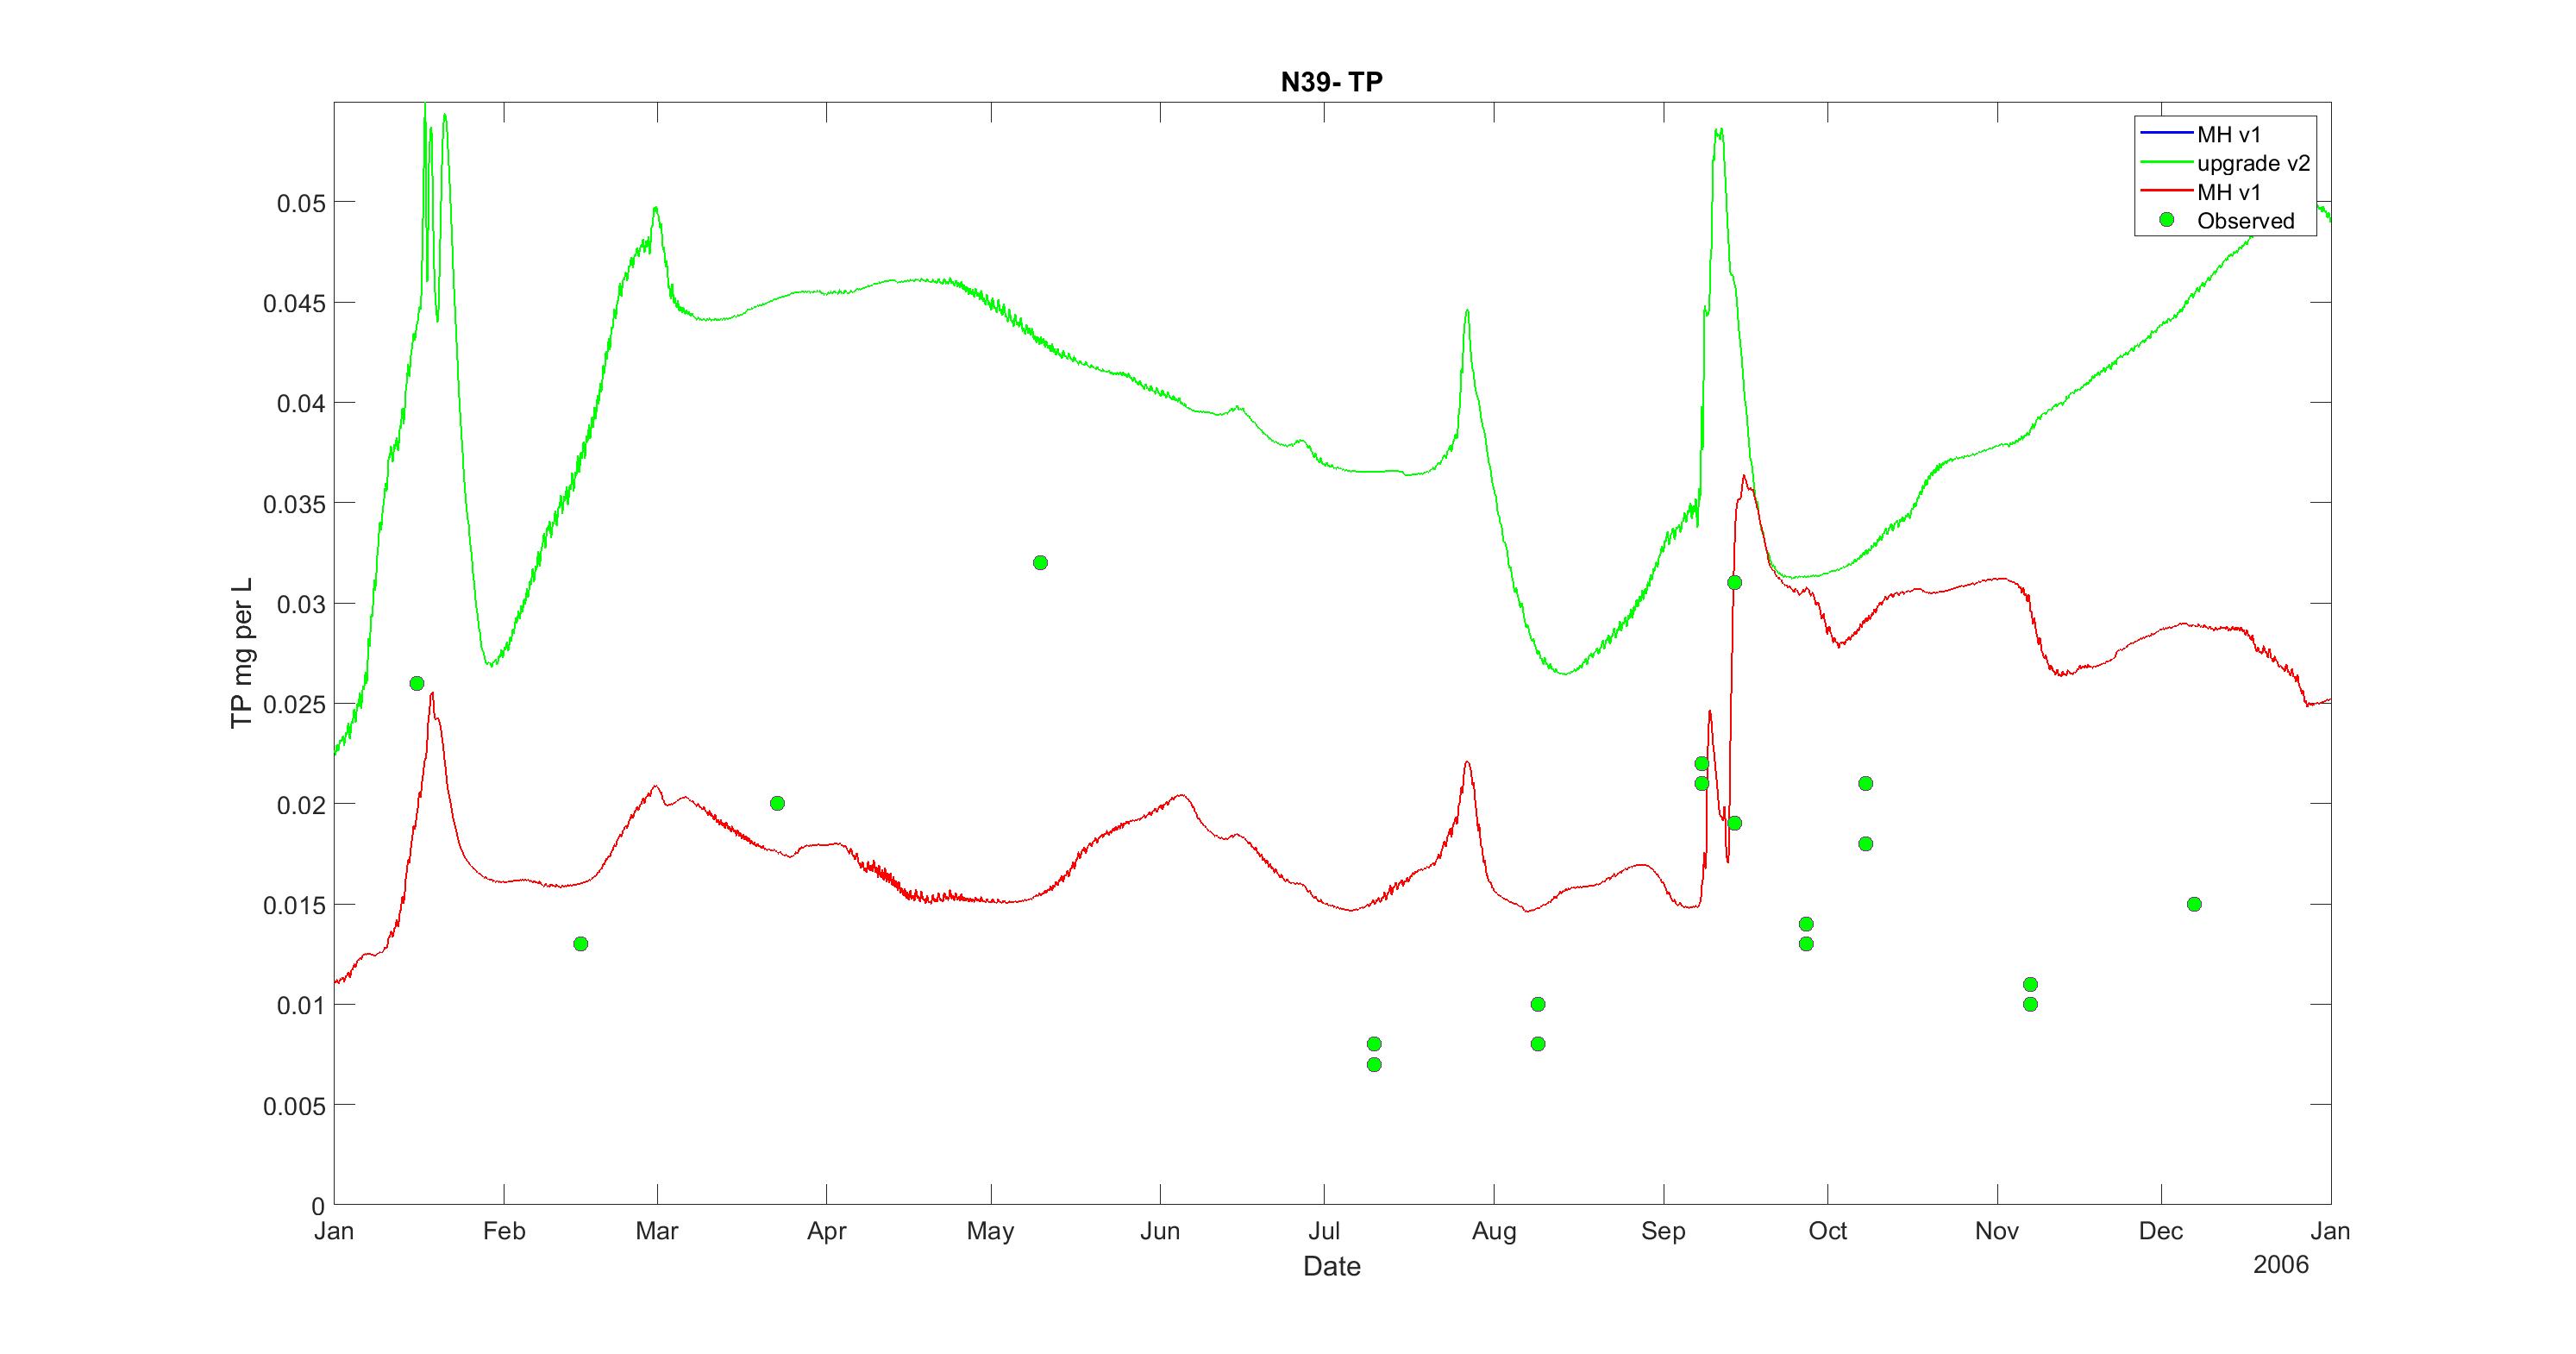 N39- TP
MH v1
upgrade v2
MH v1
Observed
TP mg per L
0.05
0.045
0.04
0.035
0.03
0.025
0.02
0.015
0.01
0.005
0
Jan Feb Mar Apr May Jun Jul Aug Sep Oct Nov Dec Jan
Date
2006